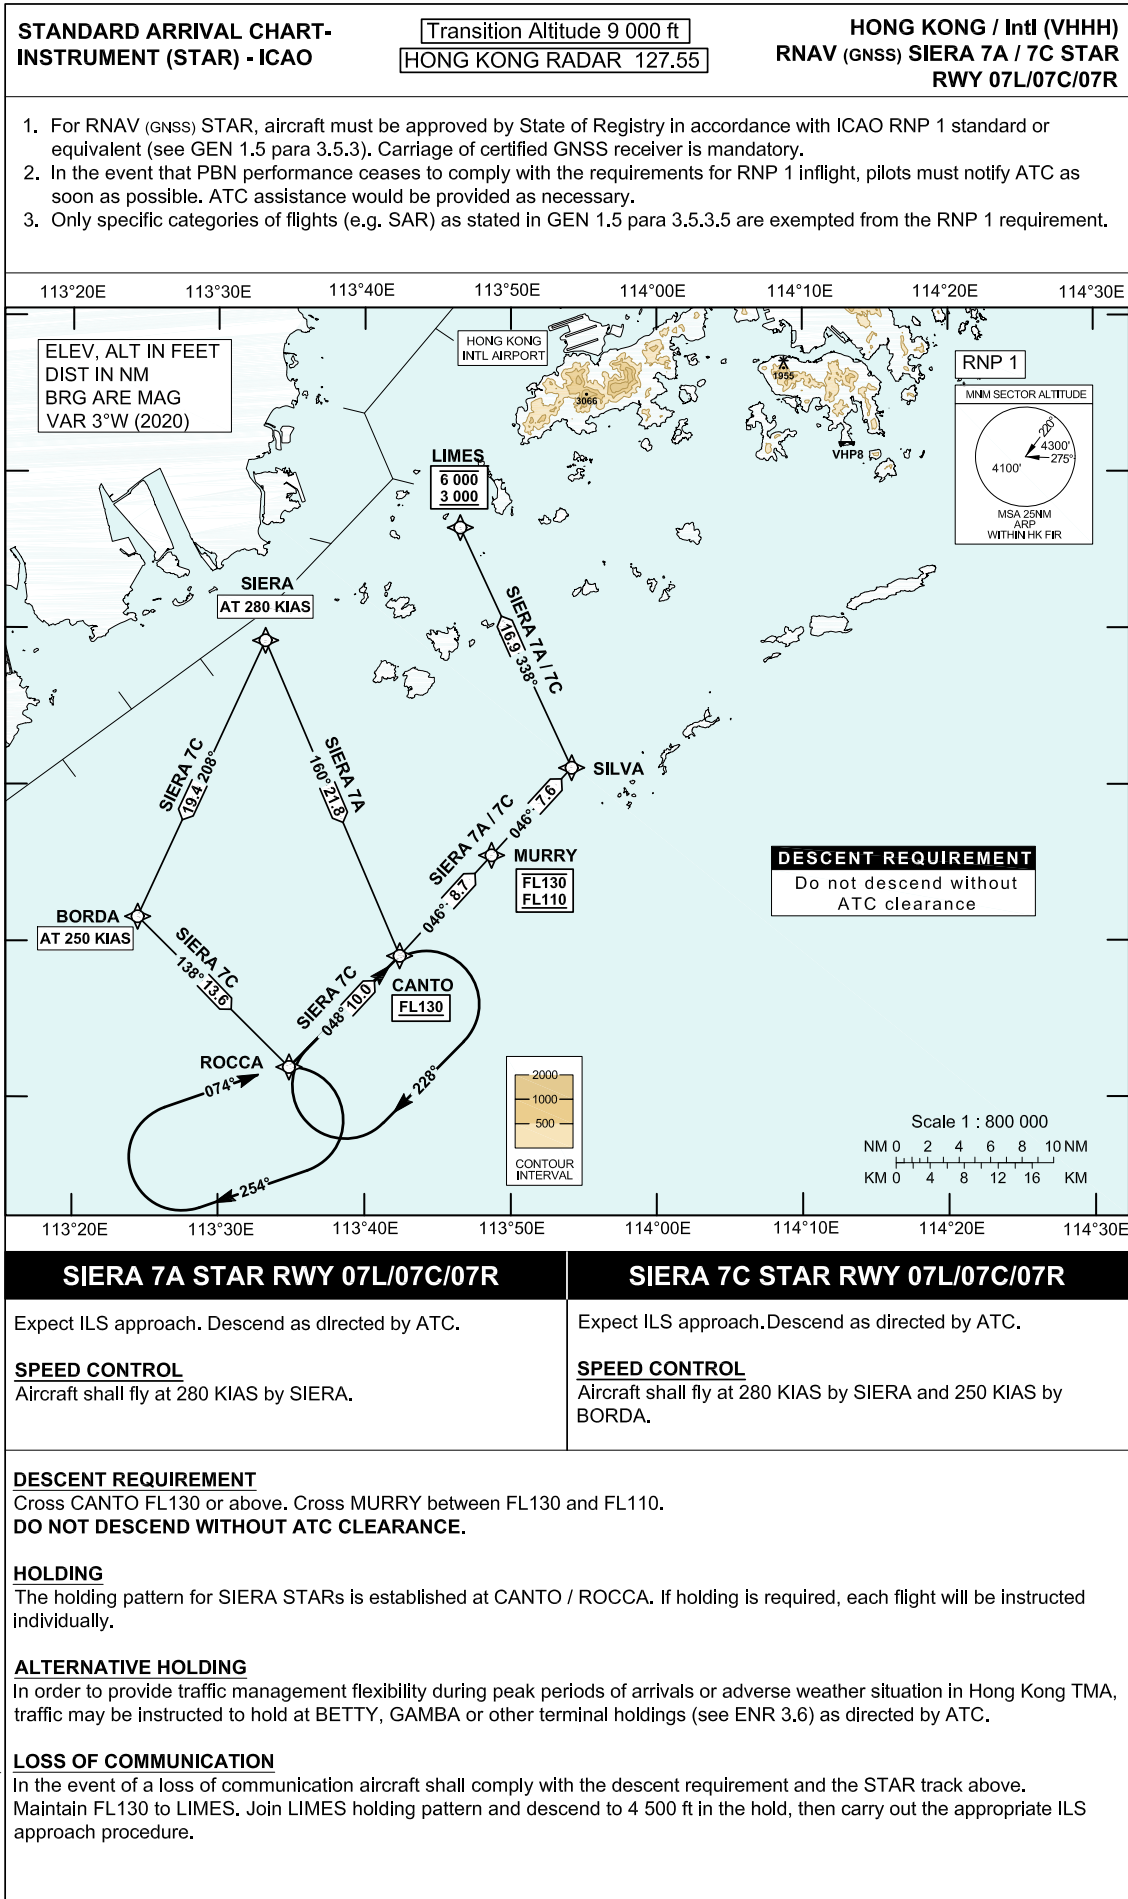 STANDARD ARRIVAL CHART-
INSTRUMENT (STAR) - ICAO
Transition Altitude 9 000 ft
HONG KONG RADAR 127.55
HONG KONG / Intl (VHHH)
RNAV (GNSS) SIERA 7A / 7C STAR
RWY 07L/07C/07R
1. For RNAV (GNSS) STAR, aircraft must be approved by State of Registry in accordance with ICAO RNP 1 standard or
equivalent (see GEN 1.5 para 3.5.3). Carriage of certified GNSS receiver is mandatory.
2. In the event that PBN performance ceases to comply with the requirements for RNP 1 inflight, pilots must notify ATC as
soon as possible. ATC assistance would be provided as necessary.
3. Only specific categories of flights (e.g. SAR) as stated in GEN 1.5 para 3.5.3.5 are exempted from the RNP 1 requirement.
113°20E 113°30E 113°40E 113°50E 114°00E 114°10E 114°20E 114°30E
ELEV, ALT IN FEET
DIST IN NM
BRG ARE MAG
VAR 3°W (2020)
HONG KONG
INTL AIRPORT
3066
1955
VHP8
RNP 1
MNM SECTOR ALTITUDE
220°
4300'
275°
4100'
MSA 25NM
ARP
WITHIN HK FIR
LIMES
6 000
3 000
SIERA
AT 280 KIAS
SIERA 7A / 7C
16.9 338°
SIERA 7C
19.4 208°
SIERA 7A
160° 21.8
SILVA
SIERA 7A / 7C
046° 7.6
MURRY
FL130
FL110
046° 8.7
DESCENT REQUIREMENT
Do not descend without
ATC clearance
BORDA
AT 250 KIAS
SIERA 7C
138° 13.6
SIERA 7C
048° 10.0
CANTO
FL130
ROCCA
074°
228°
254°
2000
1000
500
CONTOUR
INTERVAL
Scale 1 : 800 000
NM 0 2 4 6 8 10 NM
KM 0 4 8 12 16 KM
113°20E 113°30E 113°40E 113°50E 114°00E 114°10E 114°20E 114°30E
SIERA 7A STAR RWY 07L/07C/07R
Expect ILS approach. Descend as directed by ATC.
SPEED CONTROL
Aircraft shall fly at 280 KIAS by SIERA.
SIERA 7C STAR RWY 07L/07C/07R
Expect ILS approach. Descend as directed by ATC.
SPEED CONTROL
Aircraft shall fly at 280 KIAS by SIERA and 250 KIAS by
BORDA.
DESCENT REQUIREMENT
Cross CANTO FL130 or above. Cross MURRY between FL130 and FL110.
DO NOT DESCEND WITHOUT ATC CLEARANCE.
HOLDING
The holding pattern for SIERA STARs is established at CANTO / ROCCA. If holding is required, each flight will be instructed
individually.
ALTERNATIVE HOLDING
In order to provide traffic management flexibility during peak periods of arrivals or adverse weather situation in Hong Kong TMA,
traffic may be instructed to hold at BETTY, GAMBA or other terminal holdings (see ENR 3.6) as directed by ATC.
LOSS OF COMMUNICATION
In the event of a loss of communication aircraft shall comply with the descent requirement and the STAR track above.
Maintain FL130 to LIMES. Join LIMES holding pattern and descend to 4 500 ft in the hold, then carry out the appropriate ILS
approach procedure.